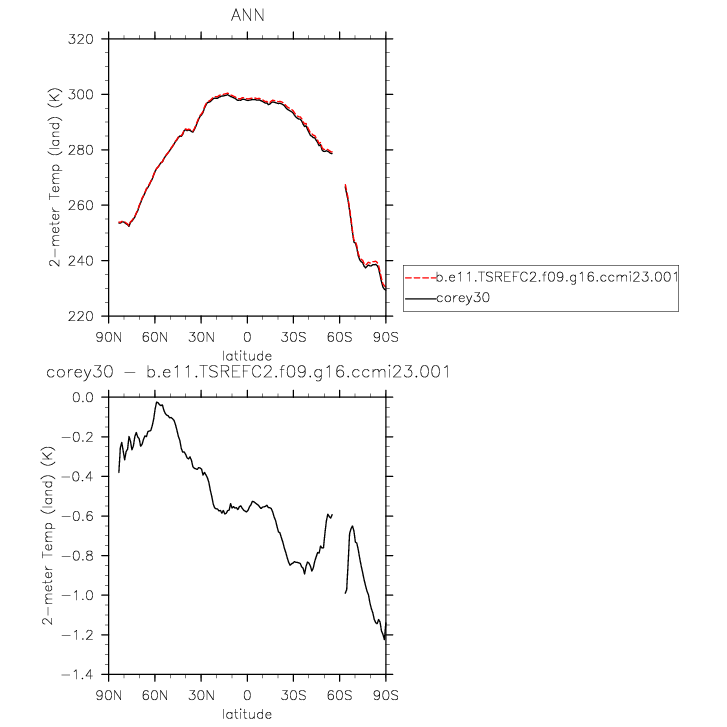 ANN
320
300
280
260
240
220
2-meter Temp (land) (K)
90N 60N 30N 0 30S 60S 90S
latitude
b.e11.TSREFC2.f09.g16.ccmi23.001
corey30
corey30 - b.e11.TSREFC2.f09.g16.ccmi23.001
0.0
-0.2
-0.4
-0.6
-0.8
-1.0
-1.2
-1.4
2-meter Temp (land) (K)
90N 60N 30N 0 30S 60S 90S
latitude